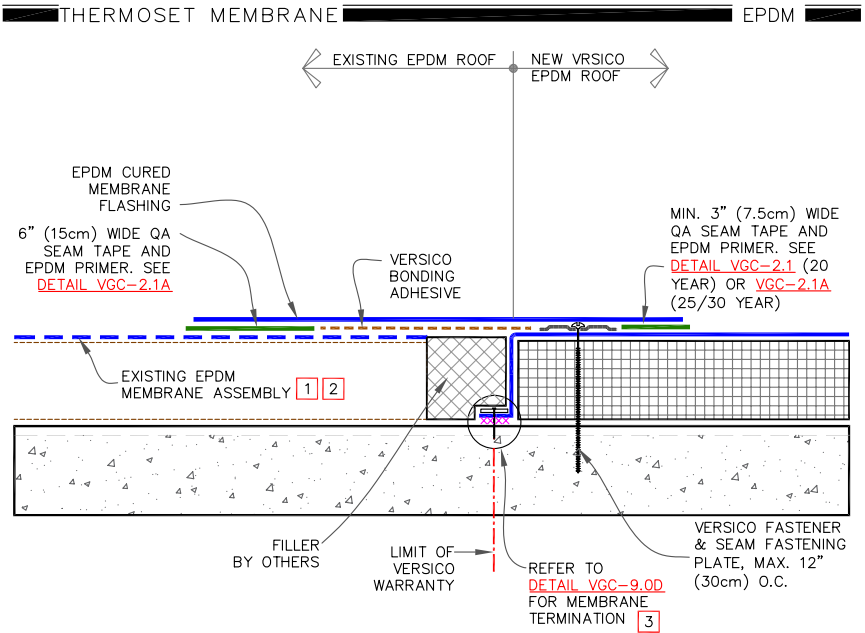 THERMOSET MEMBRANE
EPDM
EXISTING EPDM ROOF
NEW VRSICO
EPDM ROOF
EPDM CURED
MEMBRANE
FLASHING
6" (15cm) WIDE QA
SEAM TAPE AND
EPDM PRIMER. SEE
DETAIL VGC-2.1A
VERSICO
BONDING
ADHESIVE
MIN. 3" (7.5cm) WIDE
QA SEAM TAPE AND
EPDM PRIMER. SEE
DETAIL VGC-2.1 (20
YEAR) OR VGC-2.1A
(25/30 YEAR)
EXISTING EPDM
MEMBRANE ASSEMBLY 1 2
FILLER
BY OTHERS
LIMIT OF
VERSICO
WARRANTY
REFER TO
DETAIL VGC-9.0D
FOR MEMBRANE
TERMINATION 3
VERSICO FASTENER
& SEAM FASTENING
PLATE, MAX. 12"
(30cm) O.C.